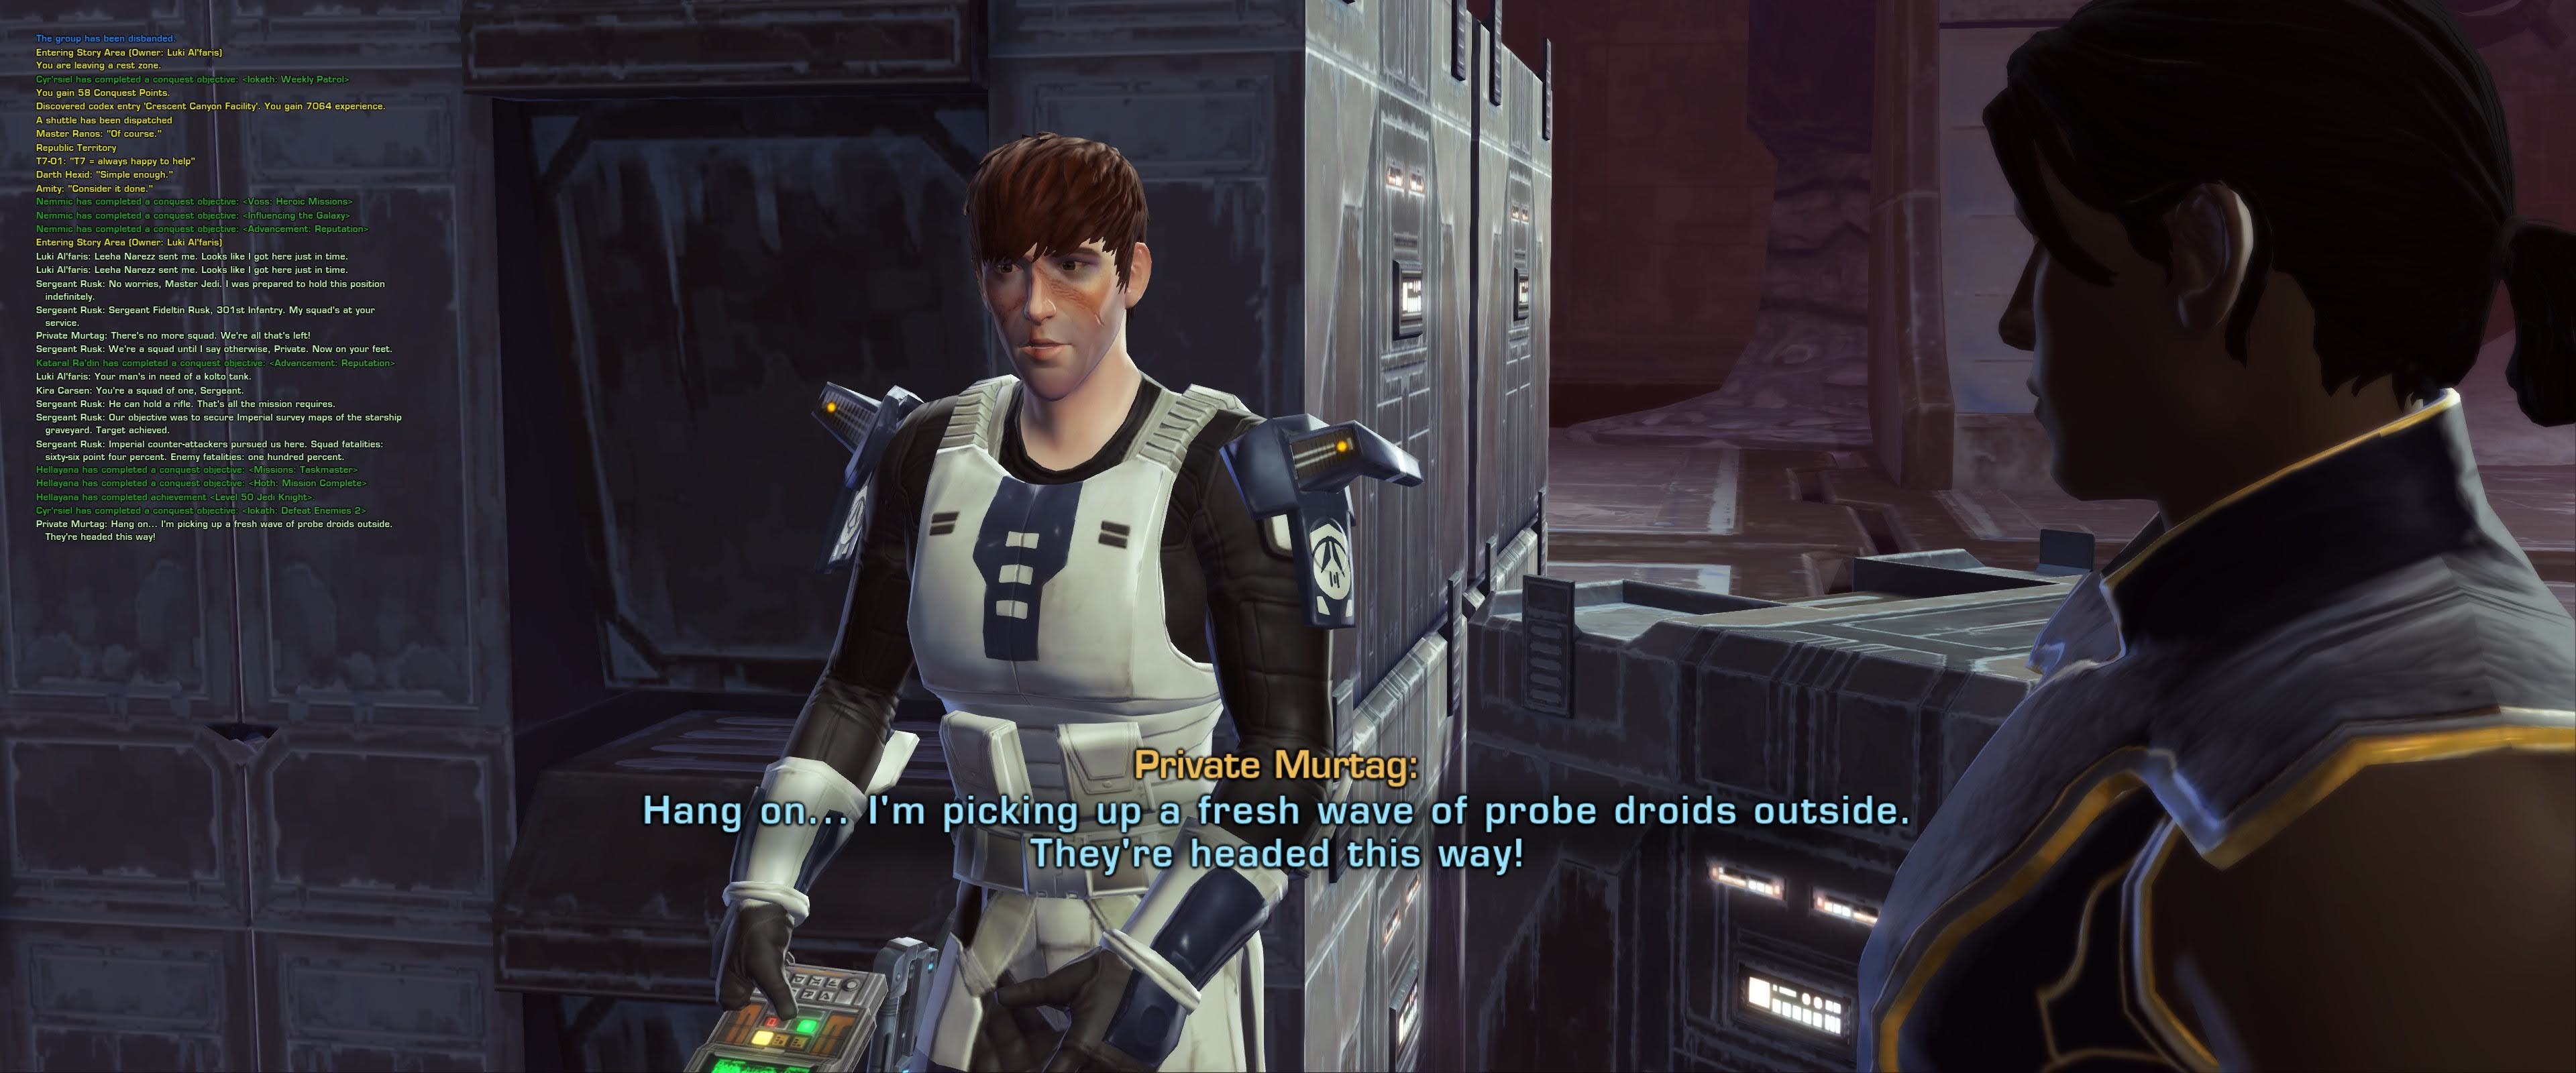 The group has been disbanded.
Entering Story Area (Owner: Luki Al'faris)
You are leaving a rest zone.
Cyr'rsiel has completed a conquest objective: <Iokath: Weekly Patrol>
You gain 58 Conquest Points.
Discovered codex entry 'Crescent Canyon Facility'. You gain 7064 experience.
A shuttle has been dispatched
Master Ranos: "Of course."
Republic Territory
T7-O1: "T7 = always happy to help"
Darth Hexid: "Simple enough."
Amity: "Consider it done."
Nemmic has completed a conquest objective: <Voss: Heroic Missions>
Nemmic has completed a conquest objective: <Influencing the Galaxy>
Nemmic has completed a conquest objective: <Advancement: Reputation>
Entering Story Area (Owner: Luki Al'faris)
Luki Al'faris: Leeha Narezz sent me. Looks like I got here just in time.
Luki Al'faris: Leeha Narezz sent me. Looks like I got here just in time.
Sergeant Rusk: No worries, Master Jedi. I was prepared to hold this position
indefinitely.
Sergeant Rusk: Sergeant Fideltin Rusk, 301st Infantry. My squad's at your
service.
Private Murtag: There's no more squad. We're all that's left!
Sergeant Rusk: We're a squad until I say otherwise, Private. Now on your feet.
Kataral Ra'din has completed a conquest objective: <Advancement: Reputation>
Luki Al'faris: Your man's in need of a kolto tank.
Kira Carsen: You're a squad of one, Sergeant.
Sergeant Rusk: He can hold a rifle. That's all the mission requires.
Sergeant Rusk: Our objective was to secure Imperial survey maps of the starship
graveyard. Target achieved.
Sergeant Rusk: Imperial counter-attackers pursued us here. Squad fatalities:
sixty-six point four percent. Enemy fatalities: one hundred percent.
Hellayana has completed a conquest objective: <Missions: Taskmaster>
Hellayana has completed a conquest objective: <Hoth: Mission Complete>
Hellayana has completed achievement <Level 50 Jedi Knight>
Cyr'rsiel has completed a conquest objective: <Iokath: Defeat Enemies 2>
Private Murtag: Hang on... I'm picking up a fresh wave of probe droids outside.
They're headed this way!
Private Murtag:
Hang on... I'm picking up a fresh wave of probe droids outside.
They're headed this way!